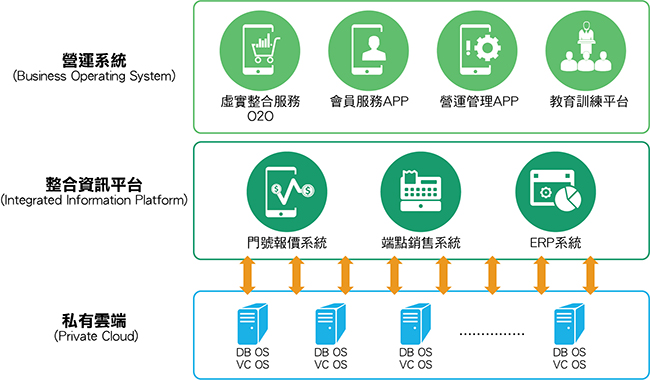 營運系統
(Business Operating System)
虛實整合服務
O2O
會員服務APP
營運管理APP
教育訓練平台
整合資訊平台
(Integrated Information Platform)
門號報價系統
端點銷售系統
ERP系統
私有雲端
(Private Cloud)
DB OS
VC OS
DB OS
VC OS
DB OS
VC OS
DB OS
VC OS